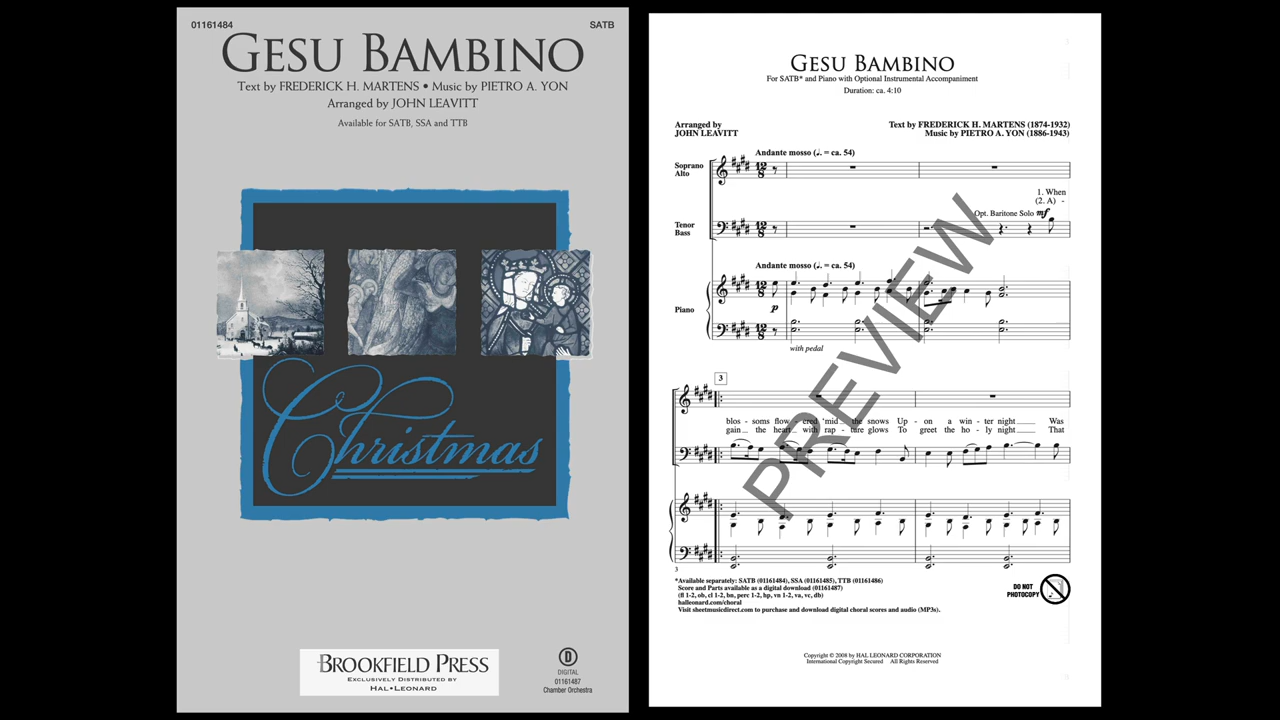 01161484
SATB
GESU BAMBINO
Text by FREDERICK H. MARTENS • Music by PIETRO A. YON
Arranged by JOHN LEAVITT
Available for SATB, SSA and TTB
Christmas
BROOKFIELD PRESS
EXCLUSIVELY DISTRIBUTED BY
HAL•LEONARD
D
DIGITAL
01161487
Chamber Orchestra
GESU BAMBINO
For SATB* and Piano with Optional Instrumental Accompaniment
Duration: ca. 4:10
Arranged by
JOHN LEAVITT
Text by FREDERICK H. MARTENS (1874-1932)
Music by PIETRO A. YON (1886-1943)
Andante mosso (♩. = ca. 54)
Soprano
Alto
12/8
1. When
(2. A) -
Opt. Baritone Solo mf
Tenor
Bass
12/8
Andante mosso (♩. = ca. 54)
12/8
p
Piano
12/8
with pedal
3
blos - soms flow - ered 'mid the snows Up - on a win - ter night Was
gain the heart with rap - ture glows To greet the ho - ly night That
3
PREVIEW
*Available separately: SATB (01161484), SSA (01161485), TTB (01161486)
Score and Parts available as a digital download (01161487)
(fl 1-2, ob, cl 1-2, bn, perc 1-2, hp, vn 1-2, va, vc, db)
halleonard.com/choral
Visit sheetmusicdirect.com to purchase and download digital choral scores and audio (MP3s).
DO NOT
PHOTOCOPY
Copyright © 2008 by HAL LEONARD CORPORATION
International Copyright Secured All Rights Reserved